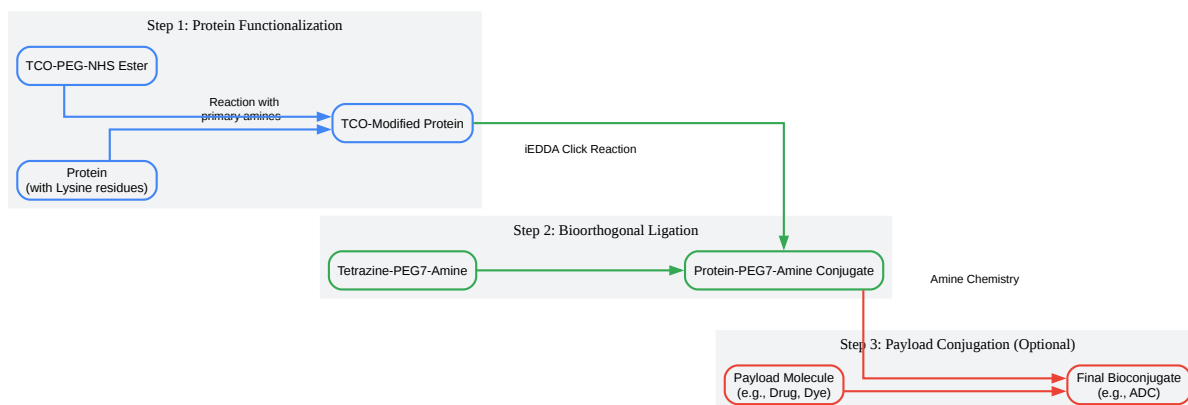 Step 1: Protein Functionalization
TCO-PEG-NHS Ester
Reaction with
primary amines
TCO-Modified Protein
Protein
(with Lysine residues)
iEDDA Click Reaction
Step 2: Bioorthogonal Ligation
Tetrazine-PEG7-Amine
Protein-PEG7-Amine Conjugate
Amine Chemistry
Step 3: Payload Conjugation (Optional)
Payload Molecule
(e.g., Drug, Dye)
Final Bioconjugate
(e.g., ADC)